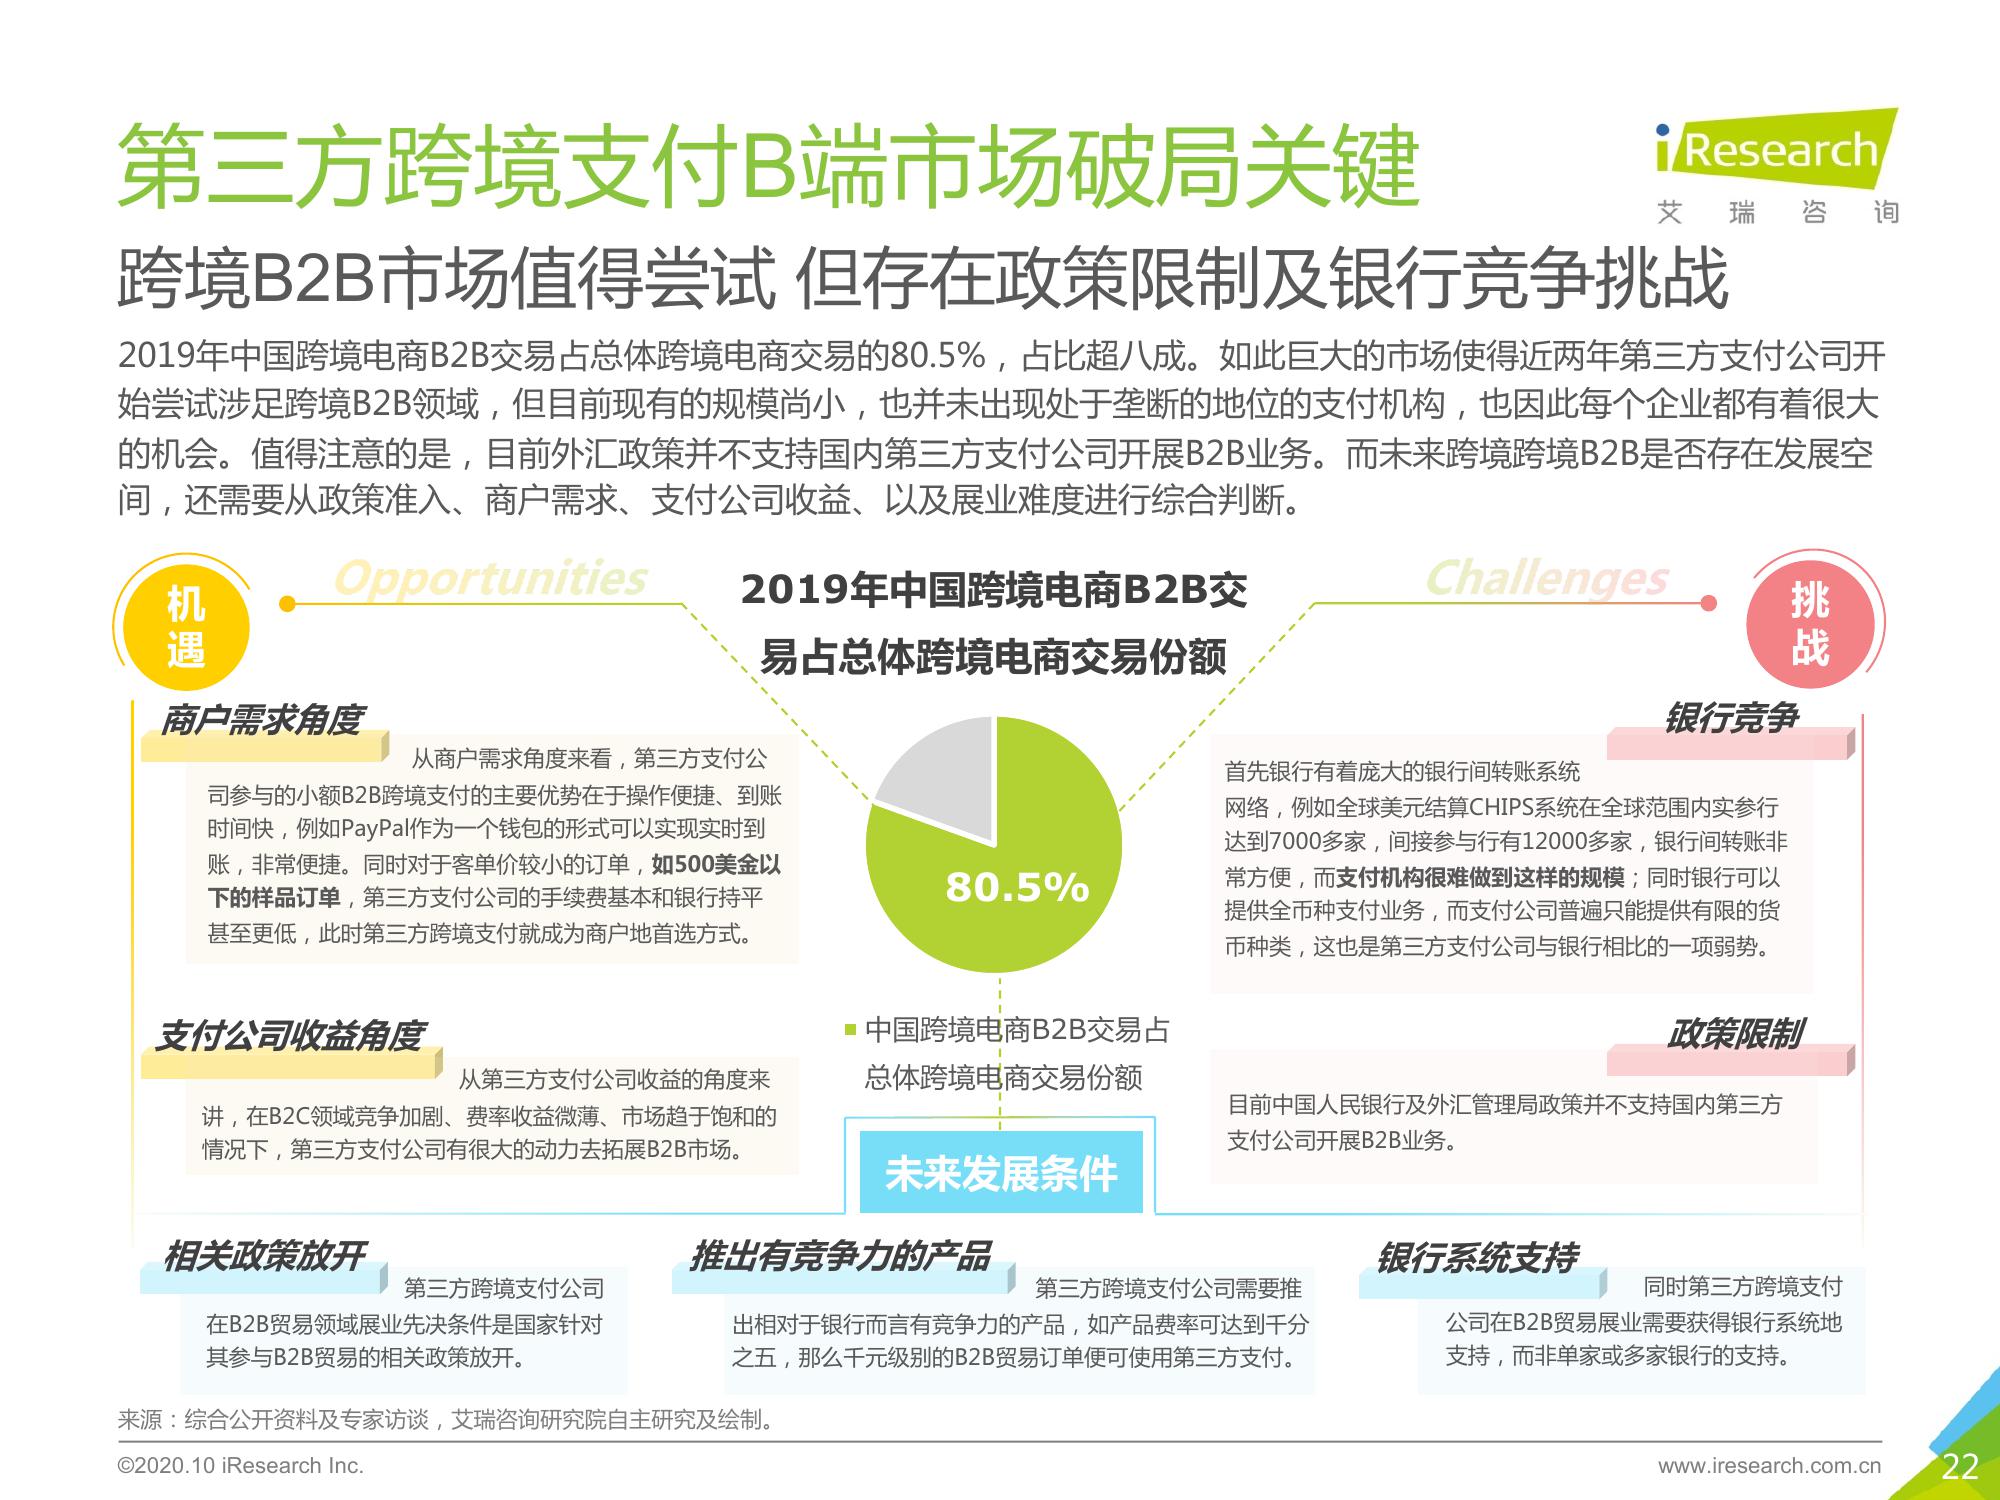 第三方跨境支付B端市场破局关键
iResearch
艾瑞咨询
跨境B2B市场值得尝试 但存在政策限制及银行竞争挑战
2019年中国跨境电商B2B交易占总体跨境电商交易的80.5%，占比超八成。如此巨大的市场使得近两年第三方支付公司开
始尝试涉足跨境B2B领域，但目前现有的规模尚小，也并未出现处于垄断的地位的支付机构，也因此每个企业都有着很大
的机会。值得注意的是，目前外汇政策并不支持国内第三方支付公司开展B2B业务。而未来跨境跨境B2B是否存在发展空
间，还需要从政策准入、商户需求、支付公司收益、以及展业难度进行综合判断。
机
遇
Opportunities
2019年中国跨境电商B2B交
易占总体跨境电商交易份额
Challenges
挑
战
商户需求角度
从商户需求角度来看，第三方支付公
司参与的小额B2B跨境支付的主要优势在于操作便捷、到账
时间快，例如PayPal作为一个钱包的形式可以实现实时到
账，非常便捷。同时对于客单价较小的订单，如500美金以
下的样品订单，第三方支付公司的手续费基本和银行持平
甚至更低，此时第三方跨境支付就成为商户地首选方式。
支付公司收益角度
从第三方支付公司收益的角度来
讲，在B2C领域竞争加剧、费率收益微薄、市场趋于饱和的
情况下，第三方支付公司有很大的动力去拓展B2B市场。
80.5%
中国跨境电商B2B交易占
总体跨境电商交易份额
银行竞争
首先银行有着庞大的银行间转账系统
网络，例如全球美元结算CHIPS系统在全球范围内实参行
达到7000多家，间接参与行有12000多家，银行间转账非
常方便，而支付机构很难做到这样的规模；同时银行可以
提供全币种支付业务，而支付公司普遍只能提供有限的货
币种类，这也是第三方支付公司与银行相比的一项弱势。
政策限制
目前中国人民银行及外汇管理局政策并不支持国内第三方
支付公司开展B2B业务。
未来发展条件
相关政策放开
第三方跨境支付公司
在B2B贸易领域展业先决条件是国家针对
其参与B2B贸易的相关政策放开。
推出有竞争力的产品
第三方跨境支付公司需要推
出相对于银行而言有竞争力的产品，如产品费率可达到千分
之五，那么千元级别的B2B贸易订单便可使用第三方支付。
银行系统支持
同时第三方跨境支付
公司在B2B贸易展业需要获得银行系统地
支持，而非单家或多家银行的支持。
来源：综合公开资料及专家访谈，艾瑞咨询研究院自主研究及绘制。
©2020.10 iResearch Inc.
www.iresearch.com.cn
22